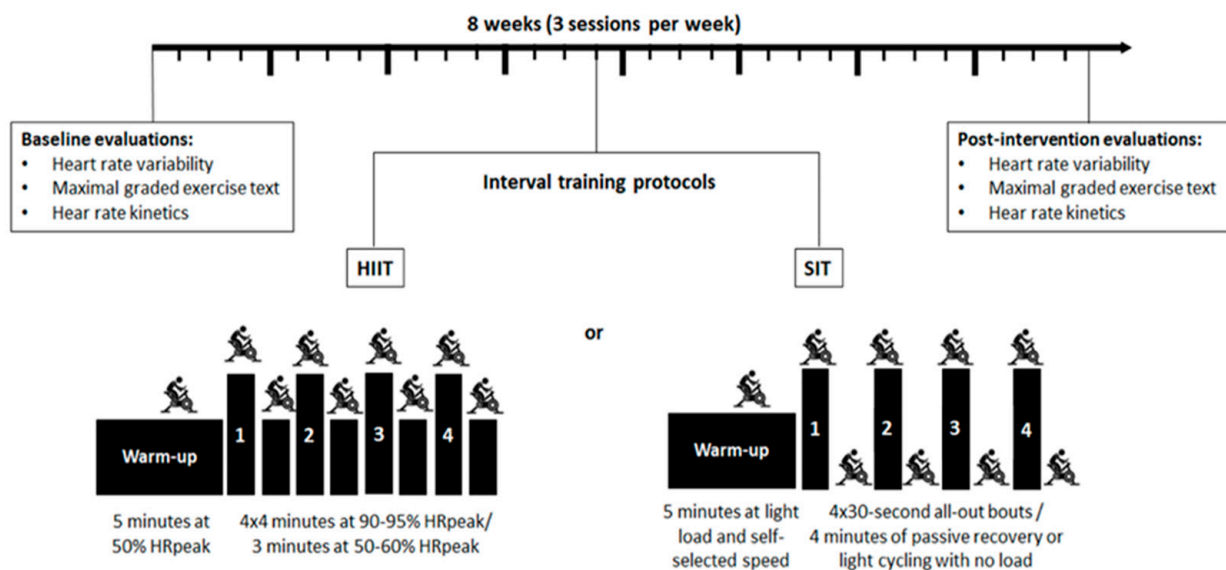 8 weeks (3 sessions per week)
Baseline evaluations:
• Heart rate variability
• Maximal graded exercise text
• Hear rate kinetics
Post-intervention evaluations:
• Heart rate variability
• Maximal graded exercise text
• Hear rate kinetics
Interval training protocols
HIIT
SIT
or
Warm-up
1
2
3
4
5 minutes at
50% HRpeak
4x4 minutes at 90-95% HRpeak/
3 minutes at 50-60% HRpeak
Warm-up
1
2
3
4
5 minutes at light
load and self-
selected speed
4x30-second all-out bouts /
4 minutes of passive recovery or
light cycling with no load